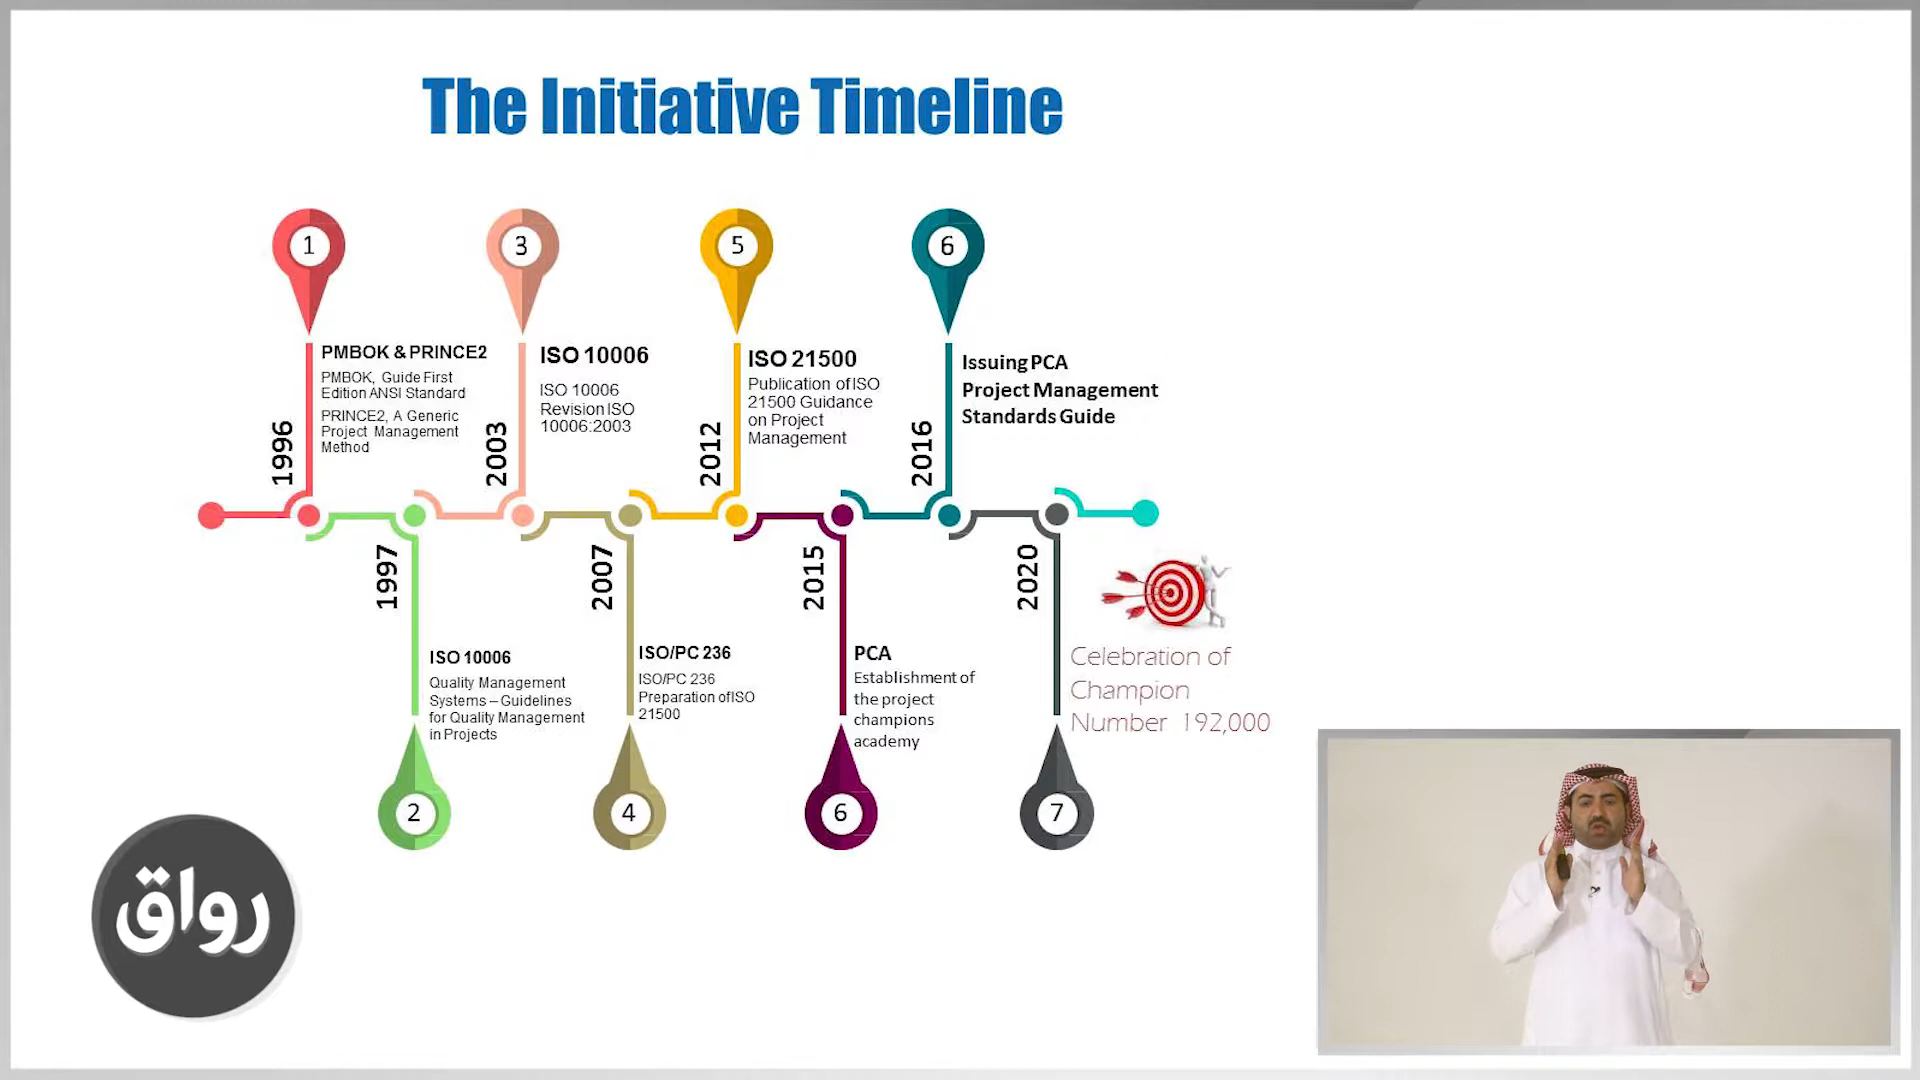 The Initiative Timeline
1
1996
PMBOK & PRINCE2
PMBOK, Guide First
Edition ANSI Standard
PRINCE2, A Generic
Project Management
Method
1997
ISO 10006
Quality Management
Systems – Guidelines
for Quality Management
in Projects
2
3
2003
ISO 10006
ISO 10006
Revision ISO
10006:2003
2007
ISO/PC 236
ISO/PC 236
Preparation of ISO
21500
4
5
2012
ISO 21500
Publication of ISO
21500 Guidance
on Project
Management
2015
PCA
Establishment of
the project
champions
academy
6
6
2016
Issuing PCA
Project Management
Standards Guide
2020
Celebration of
Champion
Number 192,000
7
رواق